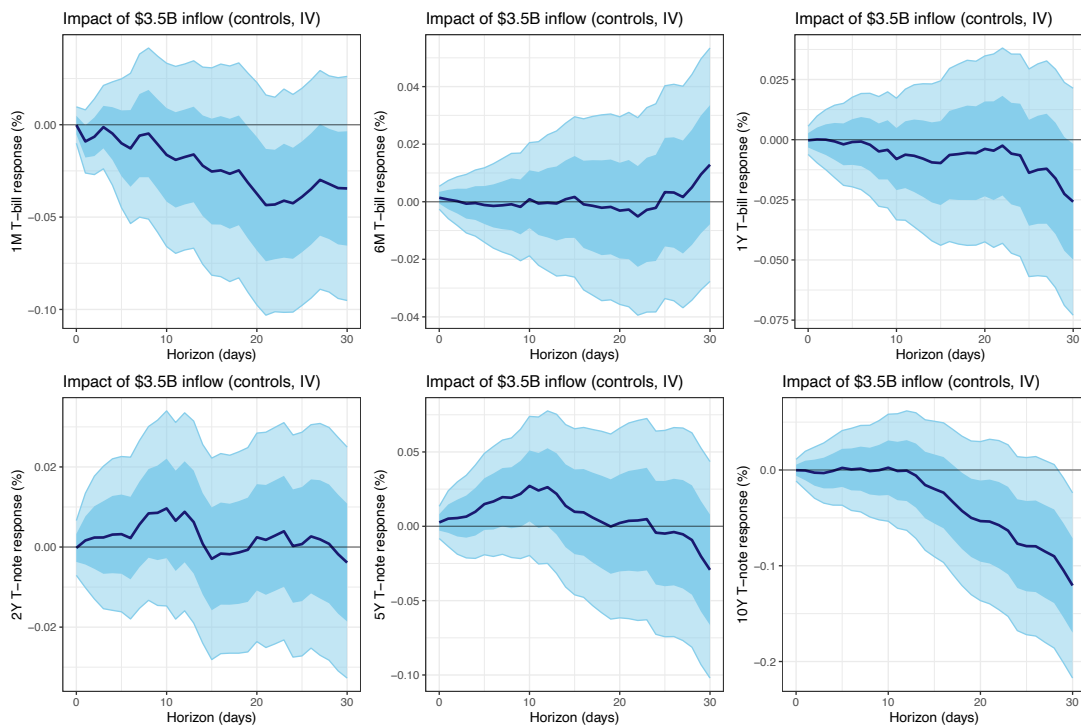 Impact of $3.5B inflow (controls, IV)
1M T−bill response (%)
0.00
−0.05
−0.10
0
10
20
30
Horizon (days)
Impact of $3.5B inflow (controls, IV)
6M T−bill response (%)
0.04
0.02
0.00
−0.02
−0.04
0
10
20
30
Horizon (days)
Impact of $3.5B inflow (controls, IV)
1Y T−bill response (%)
0.025
0.000
−0.025
−0.050
−0.075
0
10
20
30
Horizon (days)
Impact of $3.5B inflow (controls, IV)
2Y T−note response (%)
0.02
0.00
−0.02
0
10
20
30
Horizon (days)
Impact of $3.5B inflow (controls, IV)
5Y T−note response (%)
0.05
0.00
−0.05
−0.10
0
10
20
30
Horizon (days)
Impact of $3.5B inflow (controls, IV)
10Y T−note response (%)
0.0
−0.1
−0.2
0
10
20
30
Horizon (days)